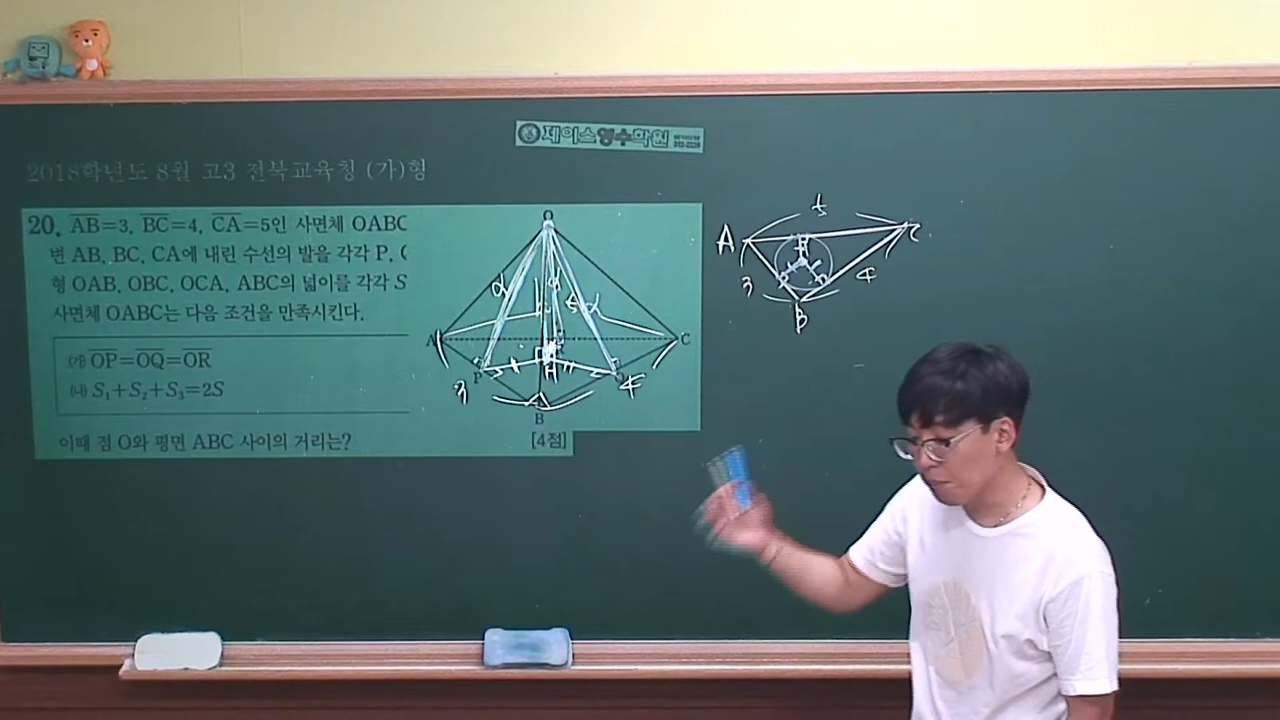 제이스영수학원
2018학년도 8월 고3 전북교육청 (가)형
20. AB=3, BC=4, CA=5인 사면체 OABC
변 AB, BC, CA에 내린 수선의 발을 각각 P,
형 OAB, OBC, OCA, ABC의 넓이를 각각 S
사면체 OABC는 다음 조건을 만족시킨다.
(가) OP=OQ=OR
(나) S₁+S₂+S₃=2S
이때 점 O와 평면 ABC 사이의 거리는? [4점]
O
α
α
5
α
A
R
C
P
H
3
4
B
5
A
C
3
4
B